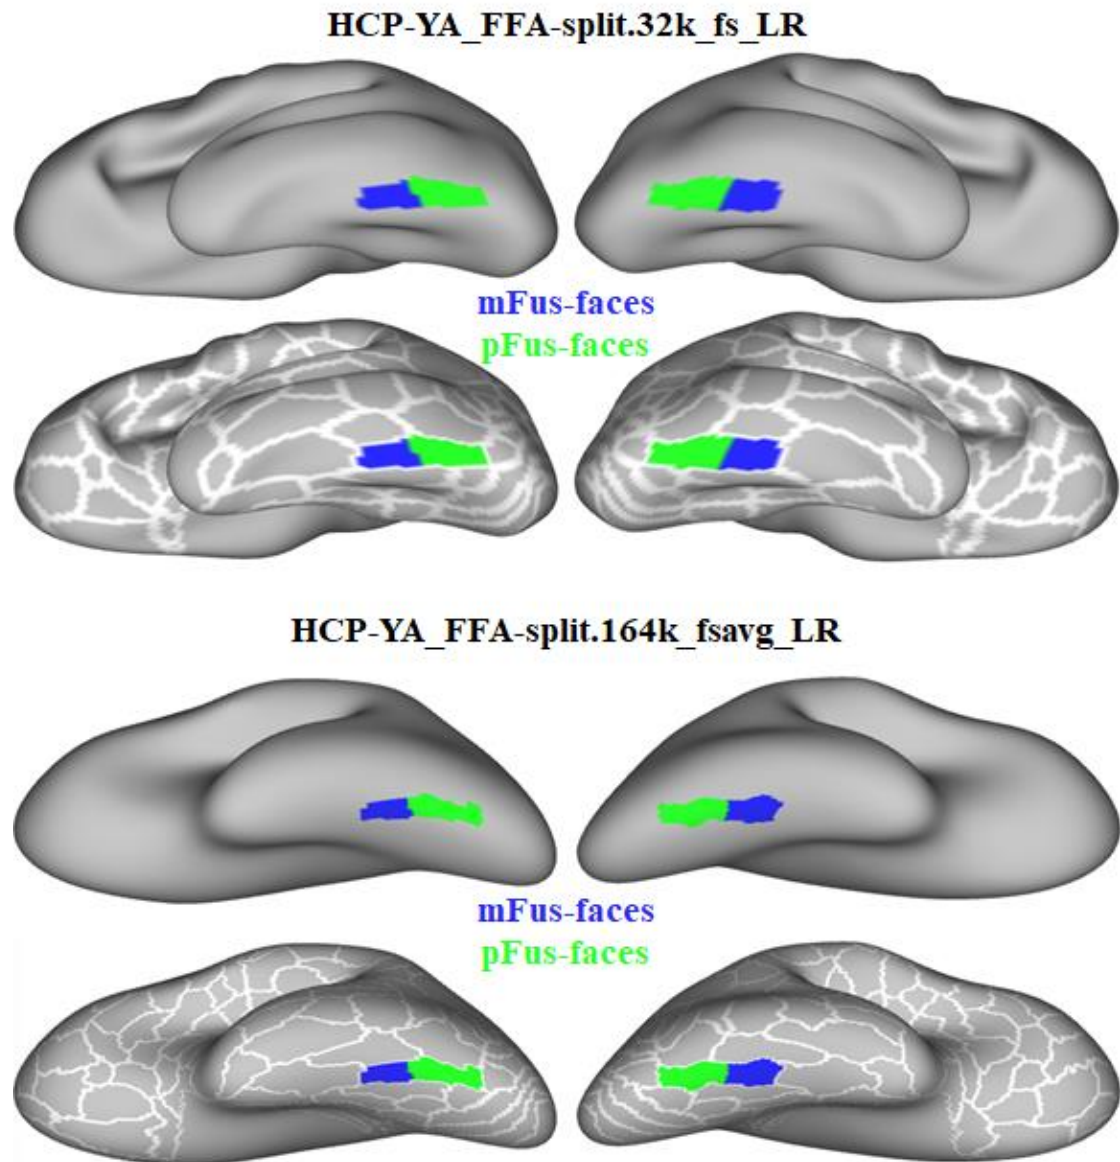 HCP-YA_FFA-split.32k_fs_LR
mFus-faces
pFus-faces
HCP-YA_FFA-split.164k_fsavg_LR
mFus-faces
pFus-faces